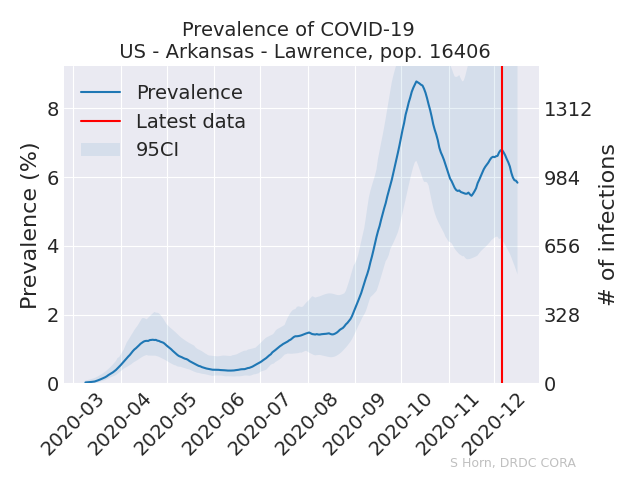 Prevalence of COVID-19
US - Arkansas - Lawrence, pop. 16406
Prevalence (%)
8
6
4
2
0
Prevalence
Latest data
95CI
1312
984
656
328
0
# of infections
2020-03
2020-04
2020-05
2020-06
2020-07
2020-08
2020-09
2020-10
2020-11
2020-12
S Horn, DRDC CORA